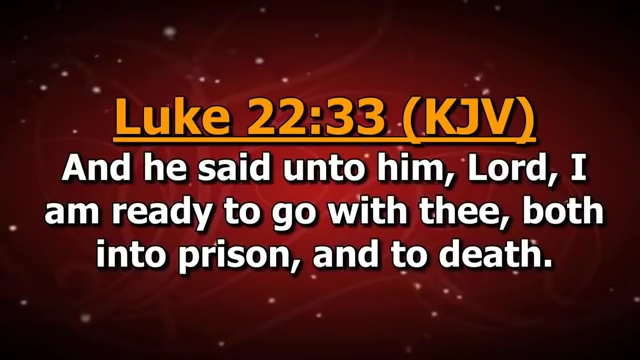 Luke 22:33 (KJV)
And he said unto him, Lord, I
am ready to go with thee, both
into prison, and to death.